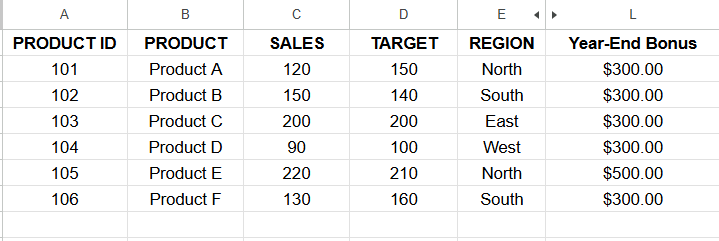 A B C D E L
PRODUCT ID PRODUCT SALES TARGET REGION Year-End Bonus
101 Product A 120 150 North $300.00
102 Product B 150 140 South $300.00
103 Product C 200 200 East $300.00
104 Product D 90 100 West $300.00
105 Product E 220 210 North $500.00
106 Product F 130 160 South $300.00